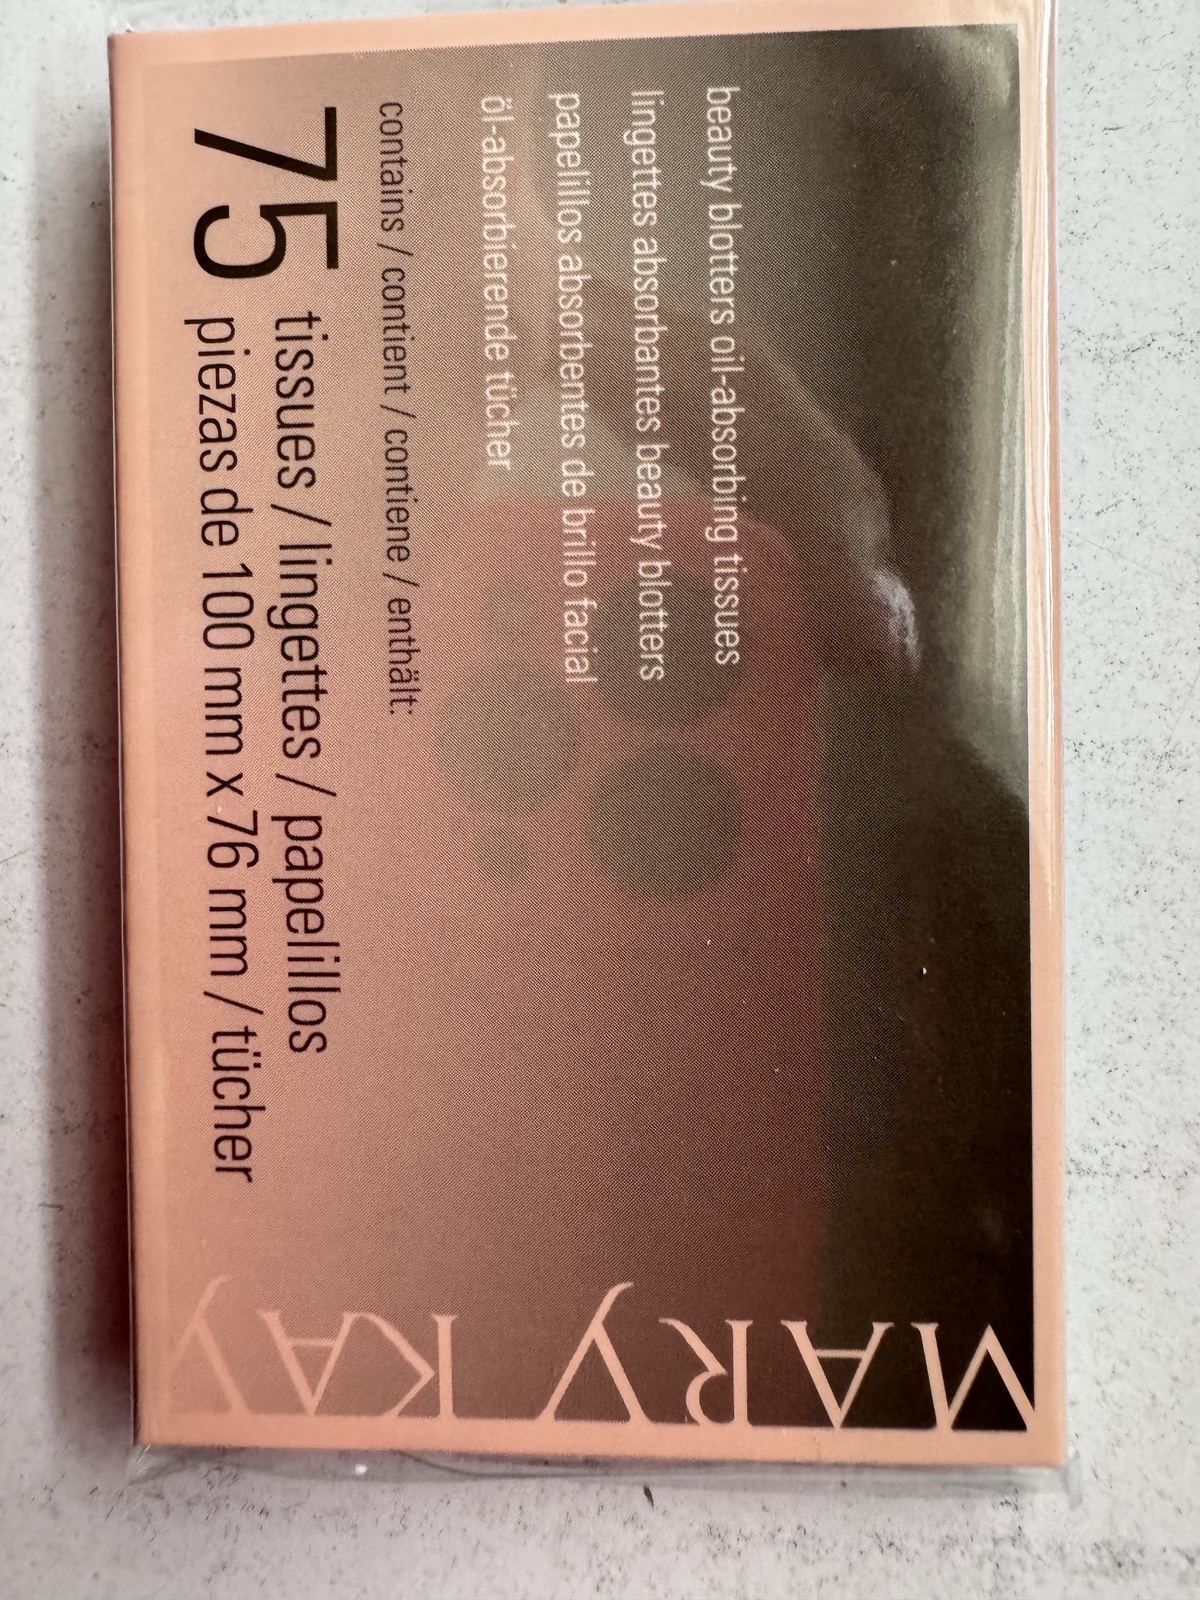 beauty blotters oil-absorbing tissues
lingettes absorbantes beauty blotters
papelillos absorbentes de brillo facial
öl-absorbierende tücher
contains / contient / contiene / enthält:
75 tissues / lingettes / papelillos
piezas de 100 mm x 76 mm / tücher
MARY KAY